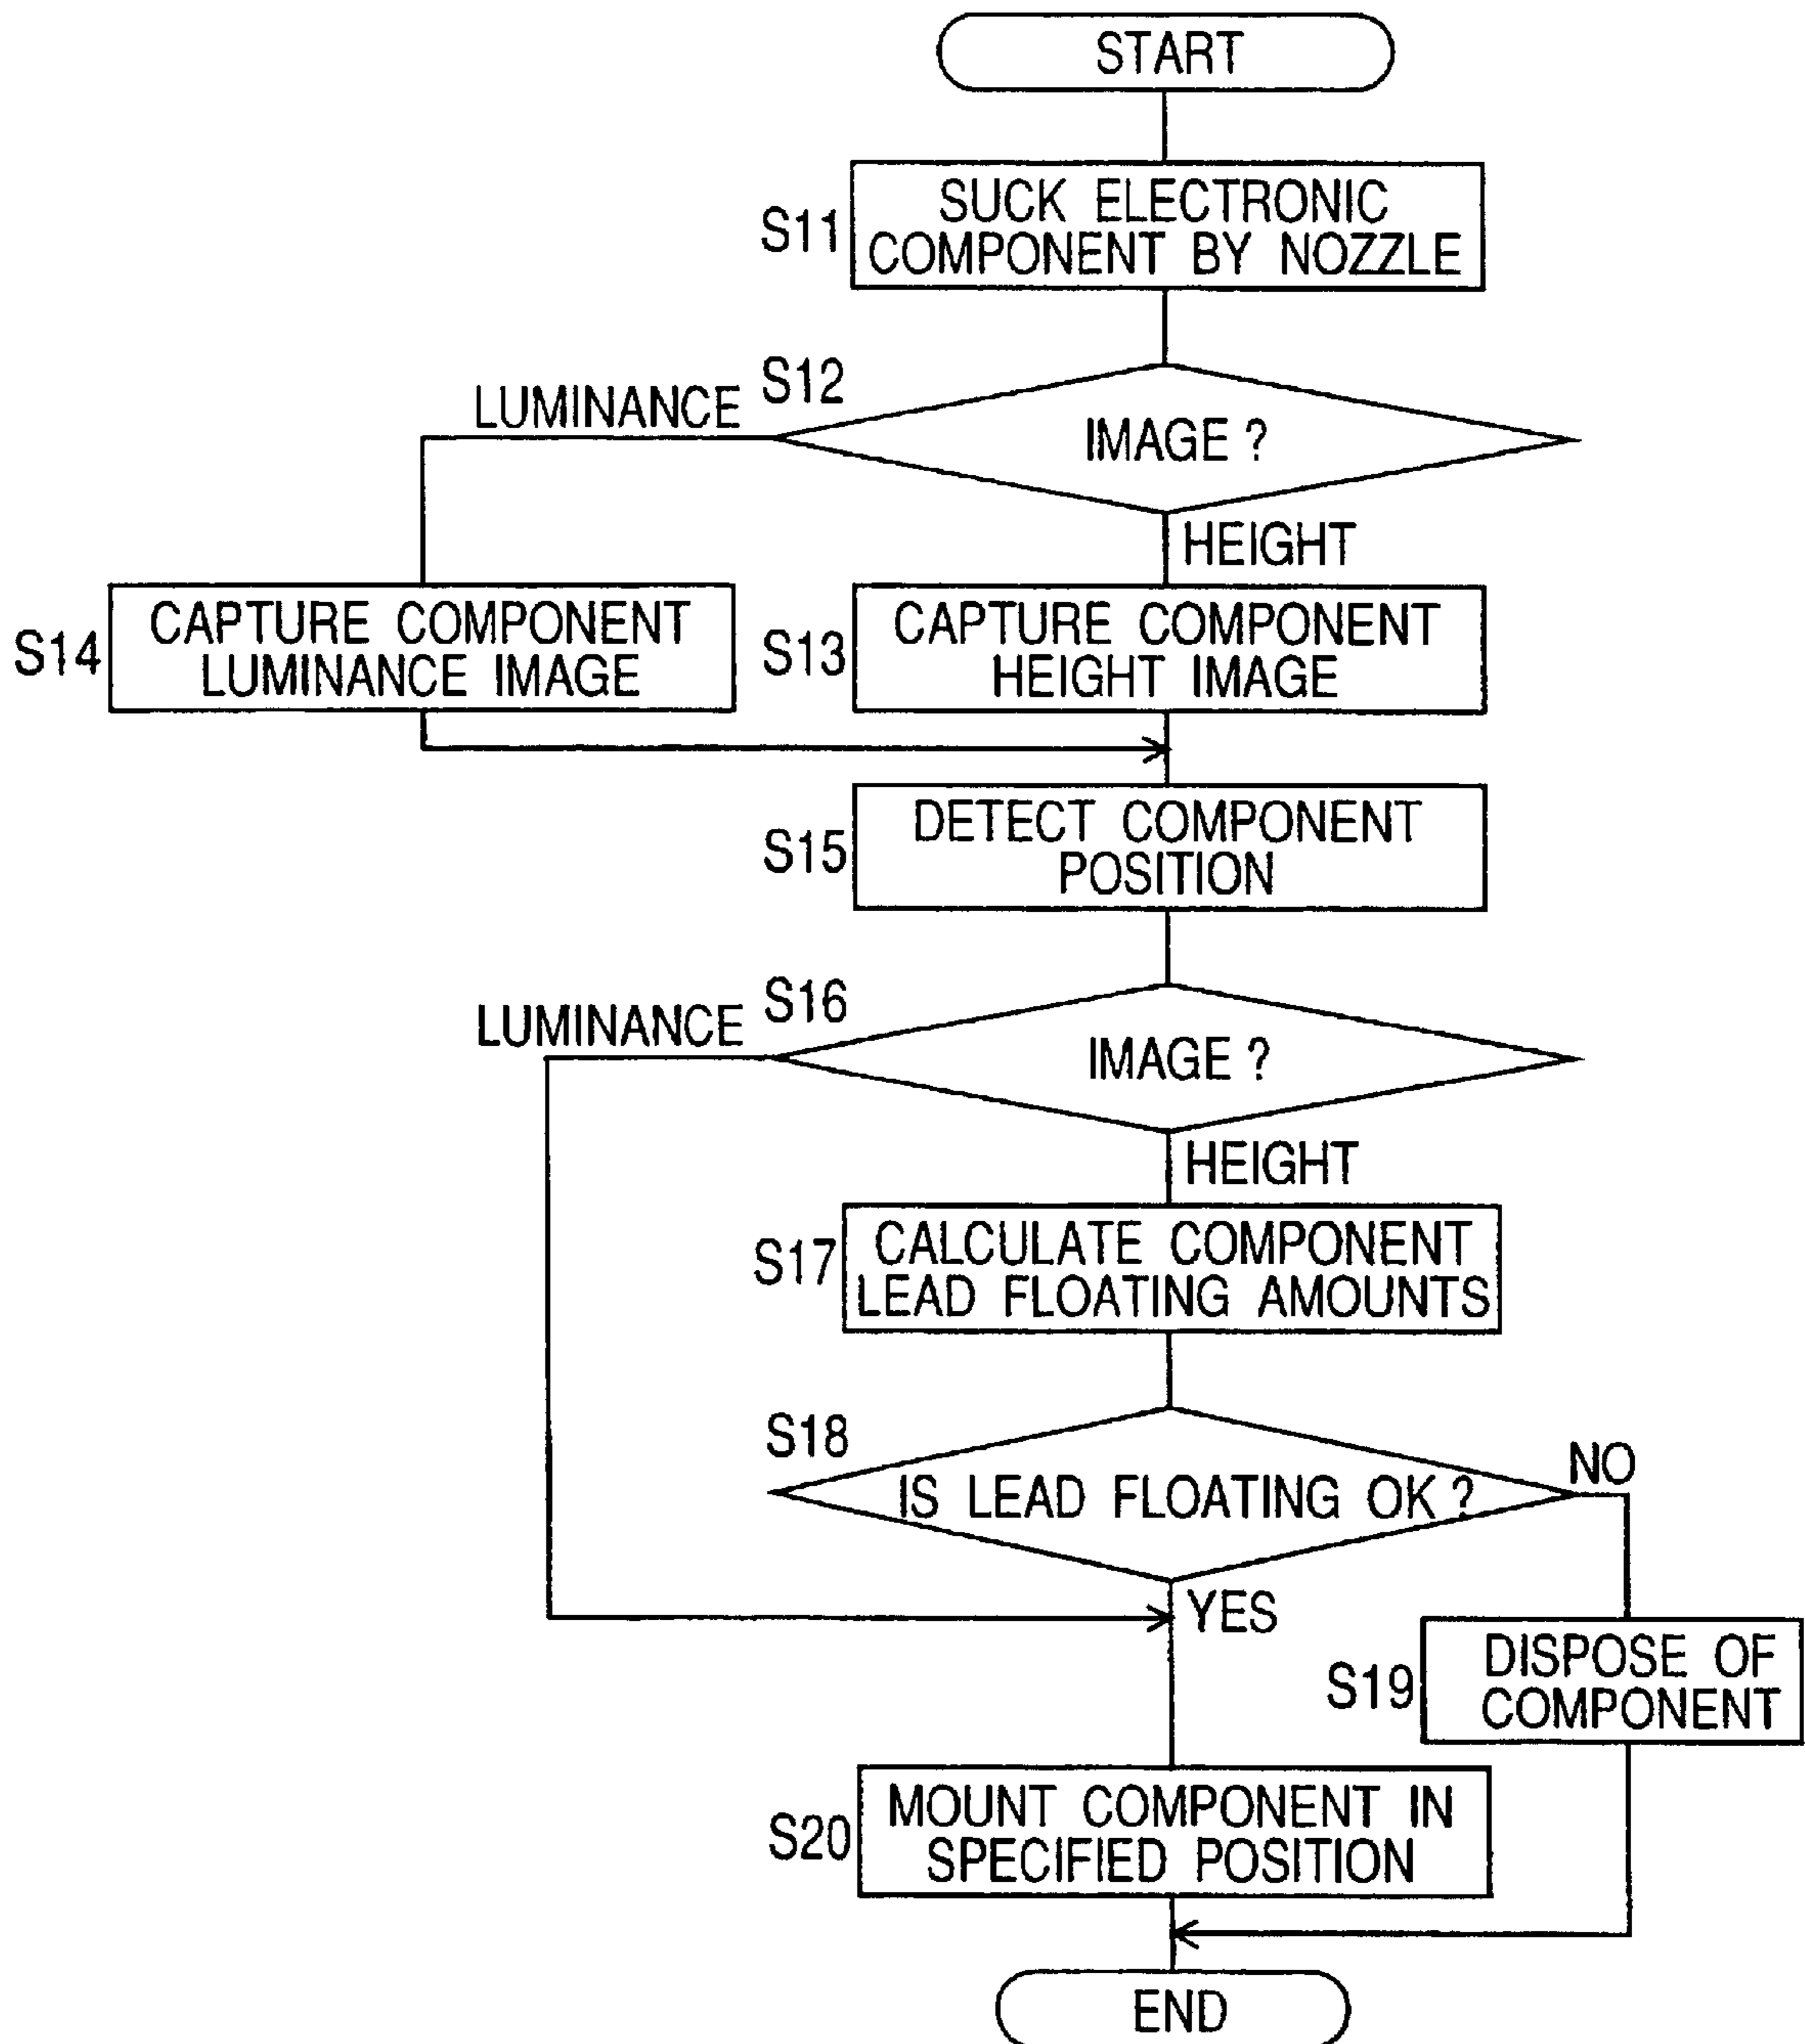 START
S11
SUCK ELECTRONIC
COMPONENT BY NOZZLE
S12
LUMINANCE
IMAGE ?
HEIGHT
S14
CAPTURE COMPONENT
LUMINANCE IMAGE
S13
CAPTURE COMPONENT
HEIGHT IMAGE
S15
DETECT COMPONENT
POSITION
S16
LUMINANCE
IMAGE ?
HEIGHT
S17
CALCULATE COMPONENT
LEAD FLOATING AMOUNTS
S18
IS LEAD FLOATING OK ?
NO
YES
S19
DISPOSE OF
COMPONENT
S20
MOUNT COMPONENT IN
SPECIFIED POSITION
END